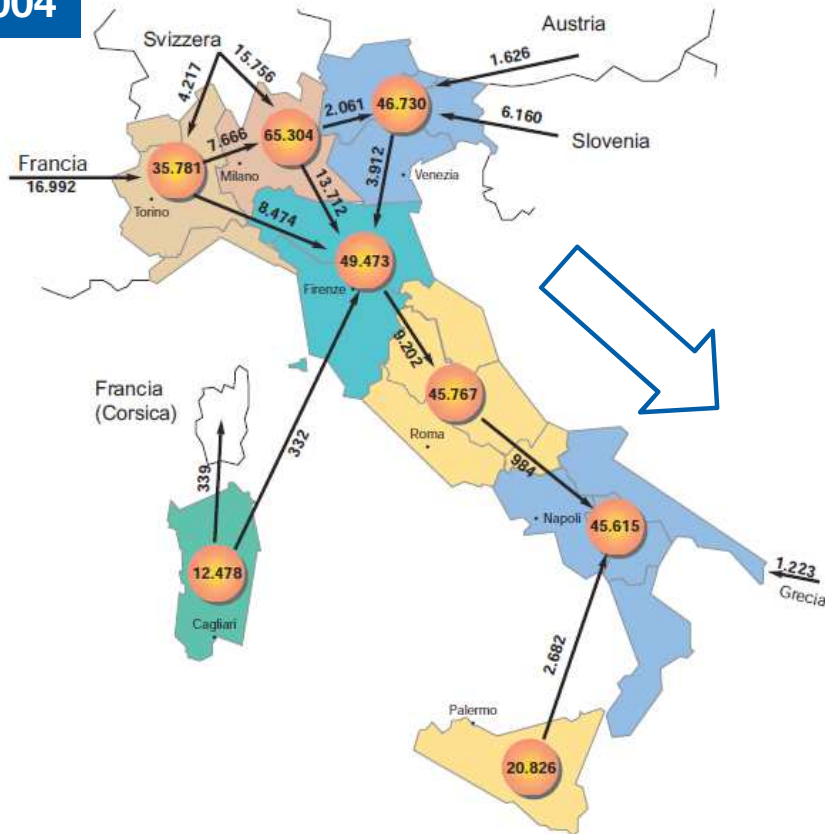 004
Svizzera
Austria
4.217
15.756
1.626
2.061
46.730
6.160
Slovenia
7.666
65.304
Francia
16.992
35.781
Milano
3.912
Venezia
Torino
13.712
8.474
49.473
Firenze
9.202
Francia
(Corsica)
45.767
Roma
332
339
984
Napoli
45.615
12.478
1.223
Grecia
Cagliari
2.682
Palermo
20.826